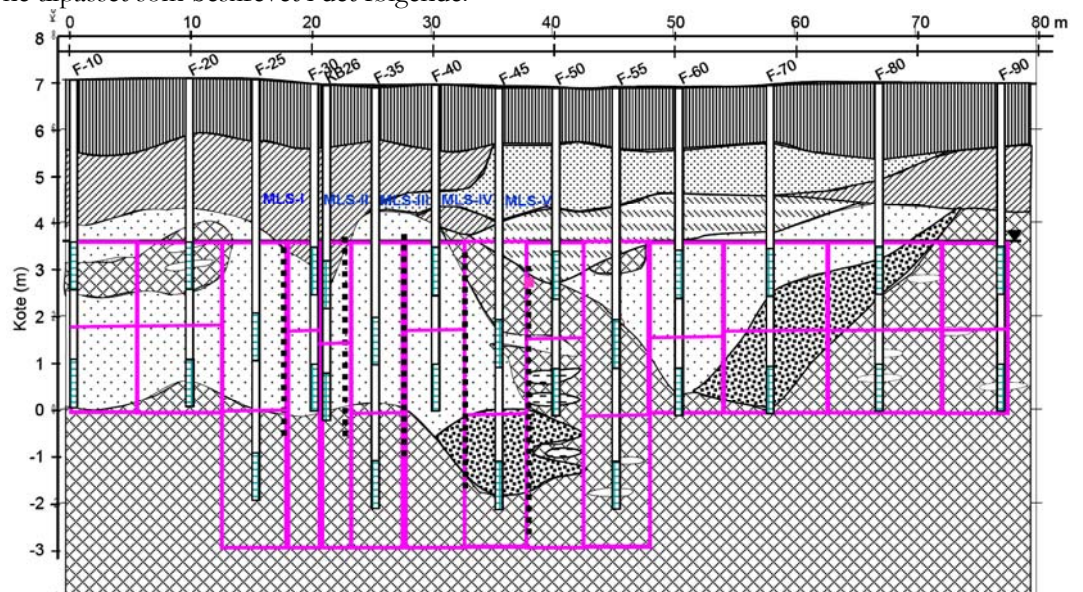 tilpasset som beskrevet i det følgende.
0 10 20 30 40 50 60 70 80 m
F-10 F-20 F-25 F-30 KB26 F-35 F-40 F-45 F-50 F-55 F-60 F-70 F-80 F-90
8
7
6
5
MLS-I MLS-II MLS-III MLS-IV MLS-V
4
3
Kote (m)
2
1
0
-1
-2
-3